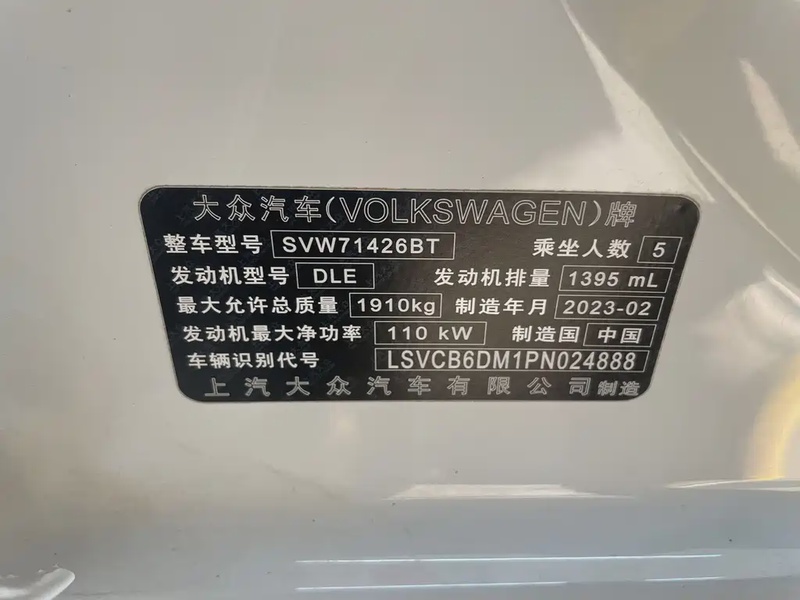 大众汽车(VOLKSWAGEN)牌
整车型号 SVW71426BT 乘坐人数 5
发动机型号 DLE 发动机排量 1395 mL
最大允许总质量 1910kg 制造年月 2023-02
发动机最大净功率 110 kW 制造国 中国
车辆识别代号 LSVCB6DM1PN024888
上汽大众汽车有限公司制造